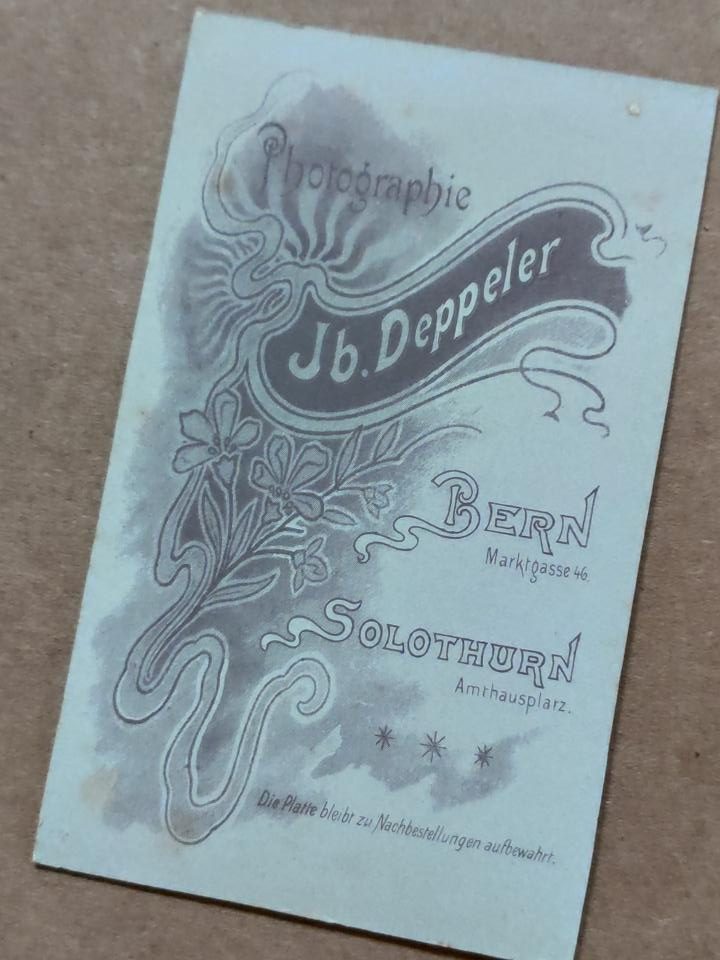 Photographie
Jb. Deppeler
BERN
Marktgasse 46.
SOLOTHURN
Amthausplatz.
Die Platte bleibt zu Nachbestellungen aufbewahrt.